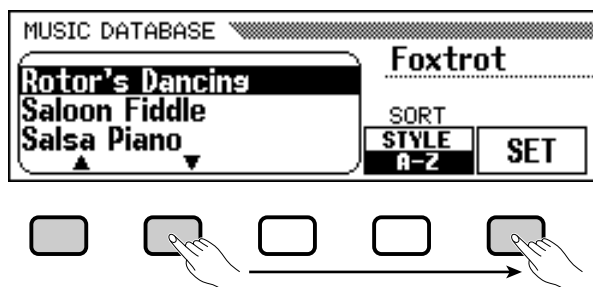 MUSIC DATABASE
Foxtrot
Rotor's Dancing
Saloon Fiddle
Salsa Piano
SORT
STYLE
A-Z
SET